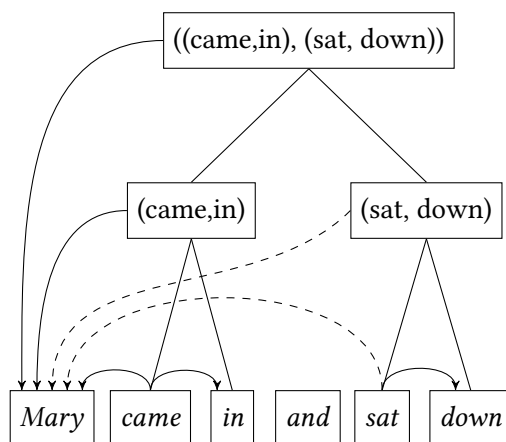 ((came,in), (sat, down))
(came,in) (sat, down)
Mary came in and sat down